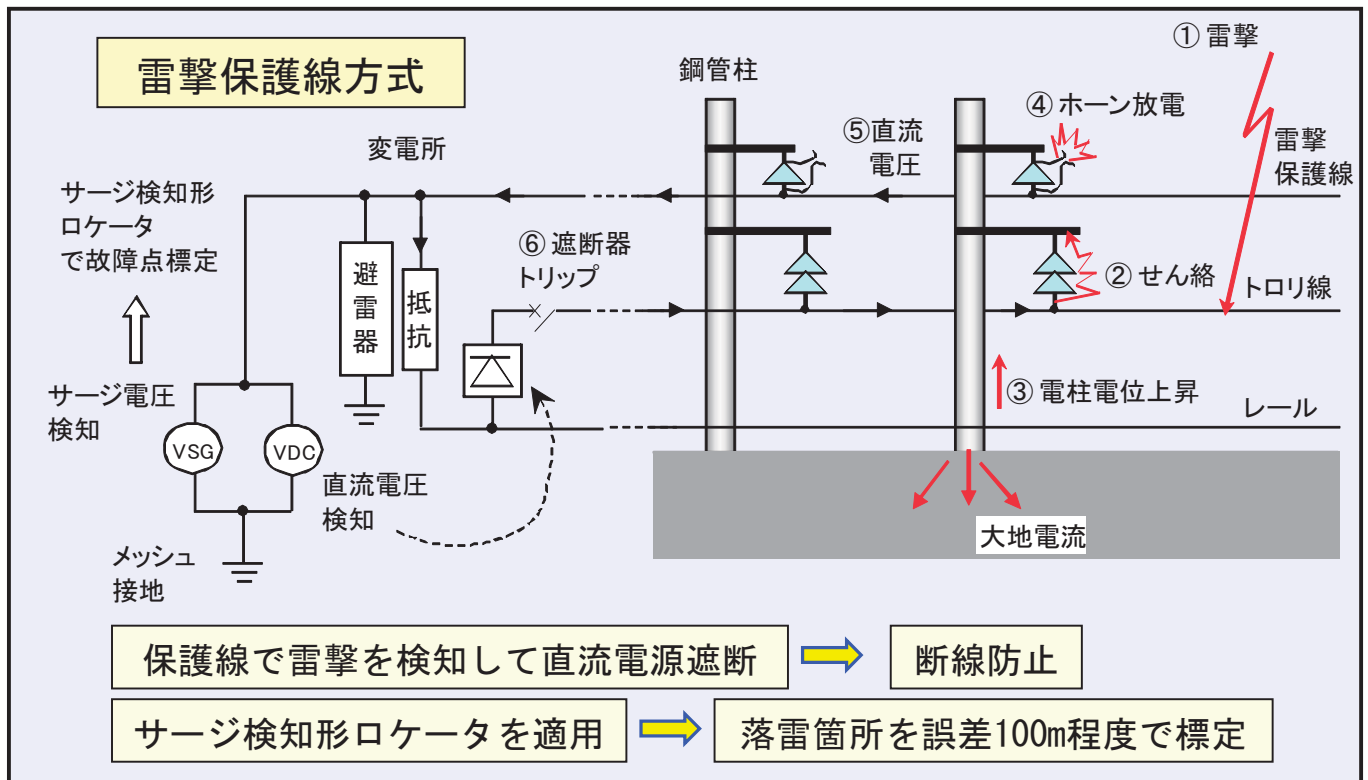 雷撃保護線方式
① 雷撃
鋼管柱
④ ホーン放電
⑤直流
電圧
雷撃
保護線
変電所
サージ検知形
ロケータ
で故障点標定
⑥ 遮断器
トリップ
② せん絡
トロリ線
避雷器
抵抗
サージ電圧
検知
③ 電柱電位上昇
レール
VSG
VDC
直流電圧
検知
大地電流
メッシュ
接地
保護線で雷撃を検知して直流電源遮断
断線防止
サージ検知形ロケータを適用
落雷箇所を誤差100m程度で標定